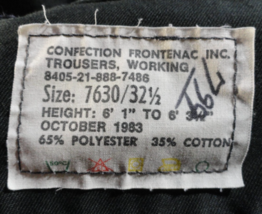 CONFECTION FRONTENAC INC.
TROUSERS, WORKING
8405-21-888-7486
Size: 7630/32½
HEIGHT: 6' 1" TO 6'
OCTOBER 1983
65% POLYESTER 35% COTTON